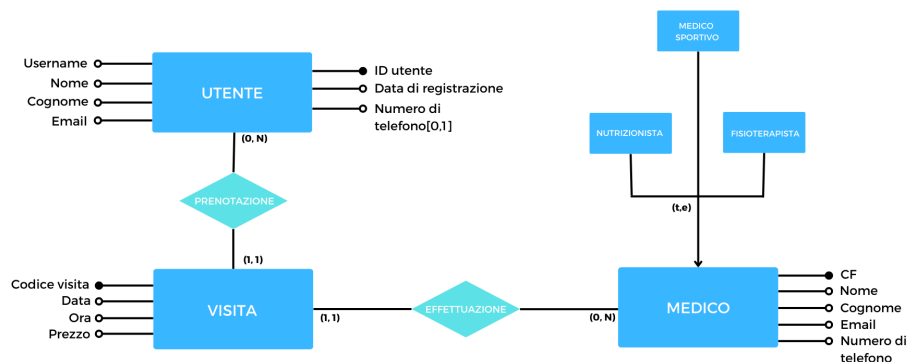 MEDICO
SPORTIVO
Username
Nome
Cognome
Email
UTENTE
ID utente
Data di registrazione
Numero di
telefono[0,1]
(0, N)
NUTRIZIONISTA
FISIOTERAPISTA
PRENOTAZIONE
(t,e)
(1, 1)
Codice visita
Data
Ora
Prezzo
VISITA
(1, 1)
EFFETTUAZIONE
(0, N)
MEDICO
CF
Nome
Cognome
Email
Numero di
telefono